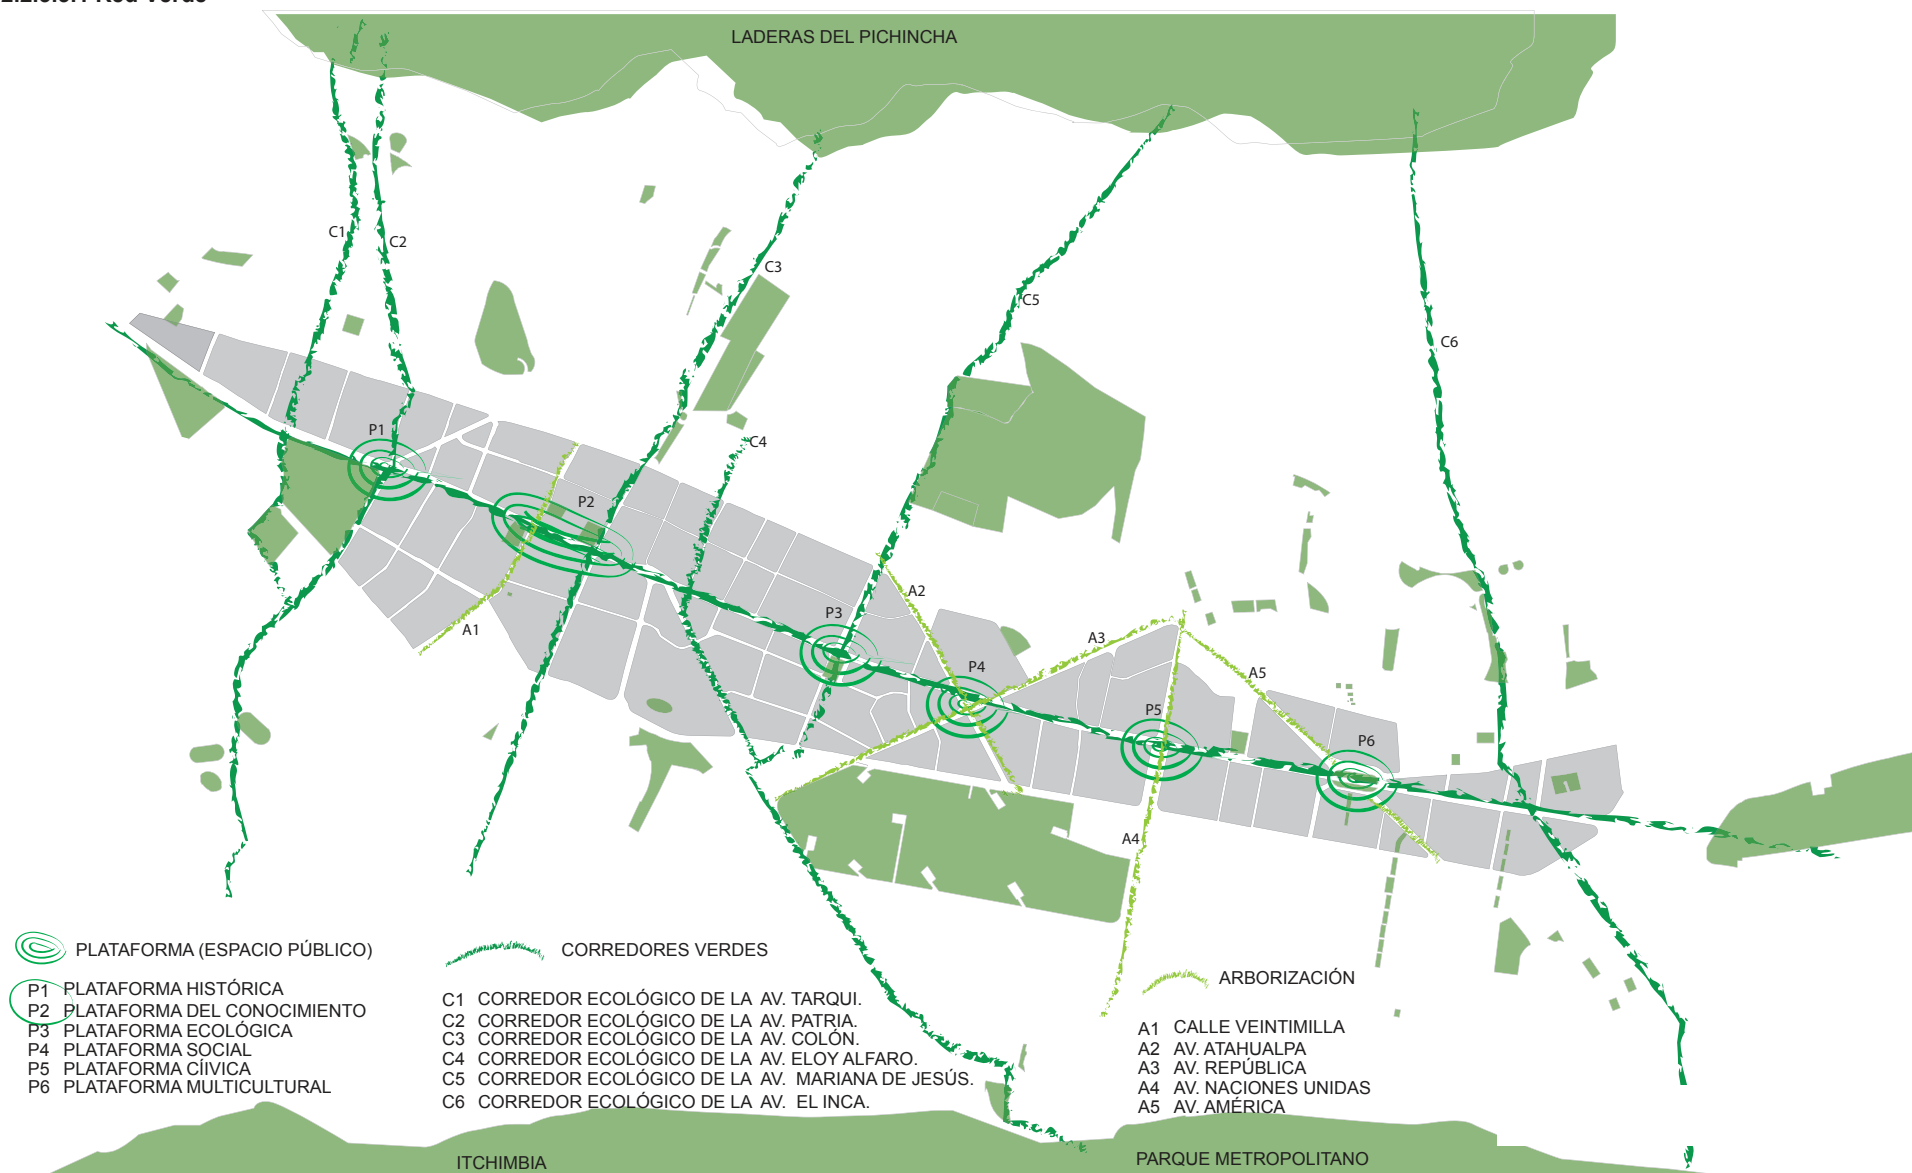 LADERAS DEL PICHINCHA
C1
C2
C3
C5
C6
P1
C4
P2
A2
A1
P3
A3
P4
A5
P5
P6
A4
PLATAFORMA (ESPACIO PÚBLICO)
P1 PLATAFORMA HISTÓRICA
P2 PLATAFORMA DEL CONOCIMIENTO
P3 PLATAFORMA ECOLÓGICA
P4 PLATAFORMA SOCIAL
P5 PLATAFORMA CÍIVICA
P6 PLATAFORMA MULTICULTURAL
CORREDORES VERDES
C1 CORREDOR ECOLÓGICO DE LA AV. TARQUI.
C2 CORREDOR ECOLÓGICO DE LA AV. PATRIA.
C3 CORREDOR ECOLÓGICO DE LA AV. COLÓN.
C4 CORREDOR ECOLÓGICO DE LA AV. ELOY ALFARO.
C5 CORREDOR ECOLÓGICO DE LA AV. MARIANA DE JESÚS.
C6 CORREDOR ECOLÓGICO DE LA AV. EL INCA.
ARBORIZACIÓN
A1 CALLE VEINTIMILLA
A2 AV. ATAHUALPA
A3 AV. REPÚBLICA
A4 AV. NACIONES UNIDAS
A5 AV. AMÉRICA
ITCHIMBIA
PARQUE METROPOLITANO